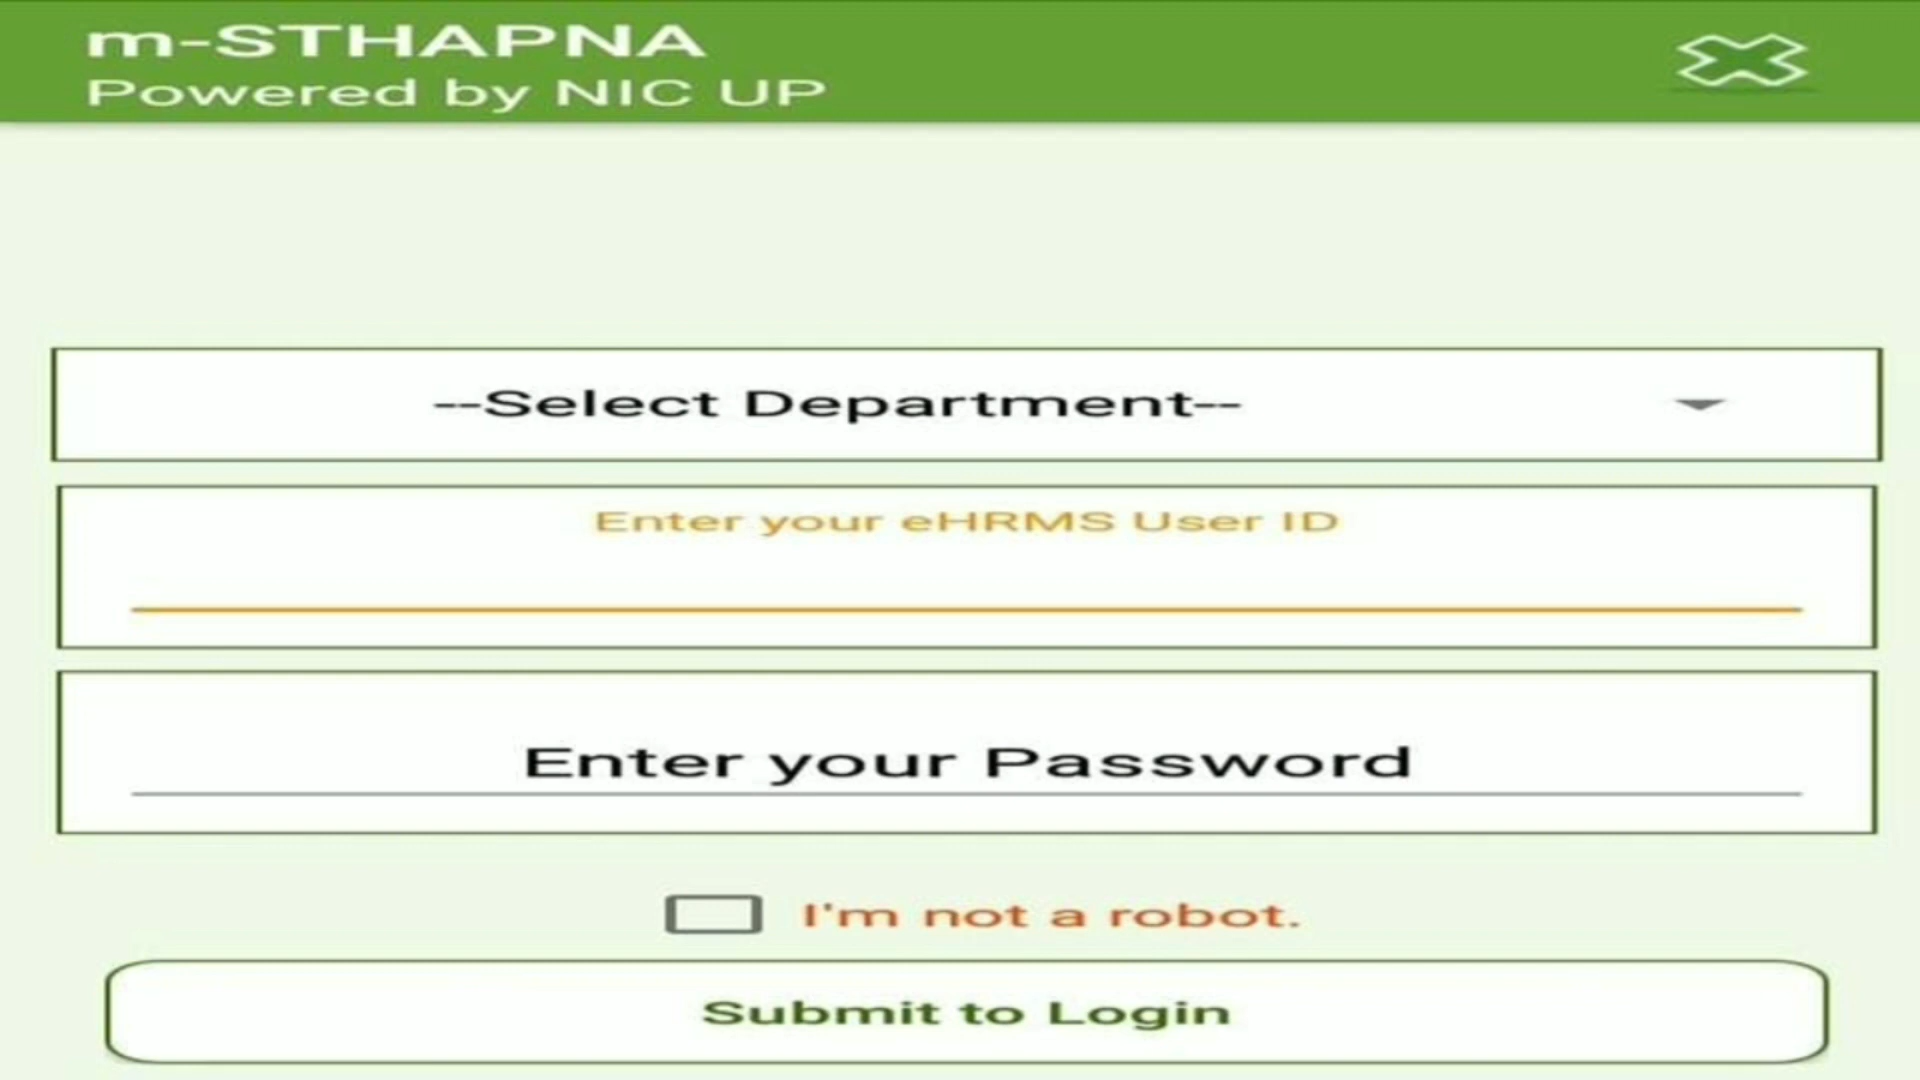 m-STHAPNA
Powered by NIC UP
--Select Department--
Enter your eHRMS User ID
Enter your Password
I'm not a robot.
Submit to Login